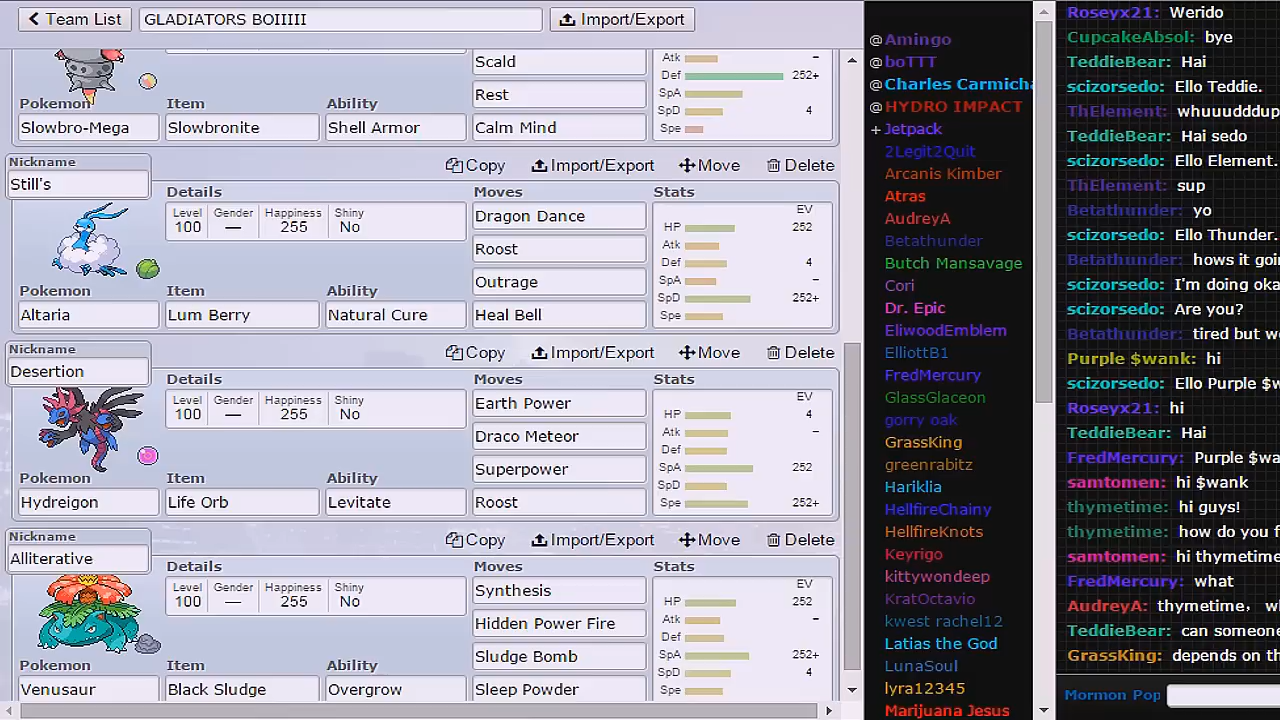 Team List
GLADIATORS BOIIIII
Import/Export
Pokemon
Slowbro-Mega
Item
Slowbronite
Ability
Shell Armor
Scald
Rest
Calm Mind
Atk –
Def 252+
SpA
SpD 4
Spe
Nickname
Still's
Copy Import/Export Move Delete
Details
Level 100
Gender —
Happiness 255
Shiny No
Pokemon
Altaria
Item
Lum Berry
Ability
Natural Cure
Moves
Dragon Dance
Roost
Outrage
Heal Bell
Stats
EV
HP 252
Atk
Def 4
SpA –
SpD 252+
Spe
Nickname
Desertion
Copy Import/Export Move Delete
Details
Level 100
Gender —
Happiness 255
Shiny No
Pokemon
Hydreigon
Item
Life Orb
Ability
Levitate
Moves
Earth Power
Draco Meteor
Superpower
Roost
Stats
EV
HP 4
Atk –
Def
SpA 252
SpD
Spe 252+
Nickname
Alliterative
Copy Import/Export Move Delete
Details
Level 100
Gender —
Happiness 255
Shiny No
Pokemon
Venusaur
Item
Black Sludge
Ability
Overgrow
Moves
Synthesis
Hidden Power Fire
Sludge Bomb
Sleep Powder
Stats
EV
HP 252
Atk –
Def
SpA 252+
SpD 4
Spe
@Amingo
@boTTT
@Charles Carmicha
@HYDRO IMPACT
+Jetpack
2Legit2Quit
Arcanis Kimber
Atras
AudreyA
Betathunder
Butch Mansavage
Cori
Dr. Epic
EliwoodEmblem
ElliottB1
FredMercury
GlassGlaceon
gorry oak
GrassKing
greenrabitz
Hariklia
HellfireChainy
HellfireKnots
Keyrigo
kittywondeep
KratOctavio
kwest rachel12
Latias the God
LunaSoul
lyra12345
Marijuana Jesus
Roseyx21: Werido
CupcakeAbsol: bye
TeddieBear: Hai
scizorsedo: Ello Teddie.
ThElement: whuuudddup
TeddieBear: Hai sedo
scizorsedo: Ello Element.
ThElement: sup
Betathunder: yo
scizorsedo: Ello Thunder.
Betathunder: hows it goi
scizorsedo: I'm doing oka
scizorsedo: Are you?
Betathunder: tired but w
Purple $wank: hi
scizorsedo: Ello Purple $w
Roseyx21: hi
TeddieBear: Hai
FredMercury: Purple $wa
samtomen: hi $wank
thymetime: hi guys!
thymetime: how do you f
samtomen: hi thymetime
FredMercury: what
AudreyA: thymetime, wh
TeddieBear: can someone
GrassKing: depends on th
Mormon Pop